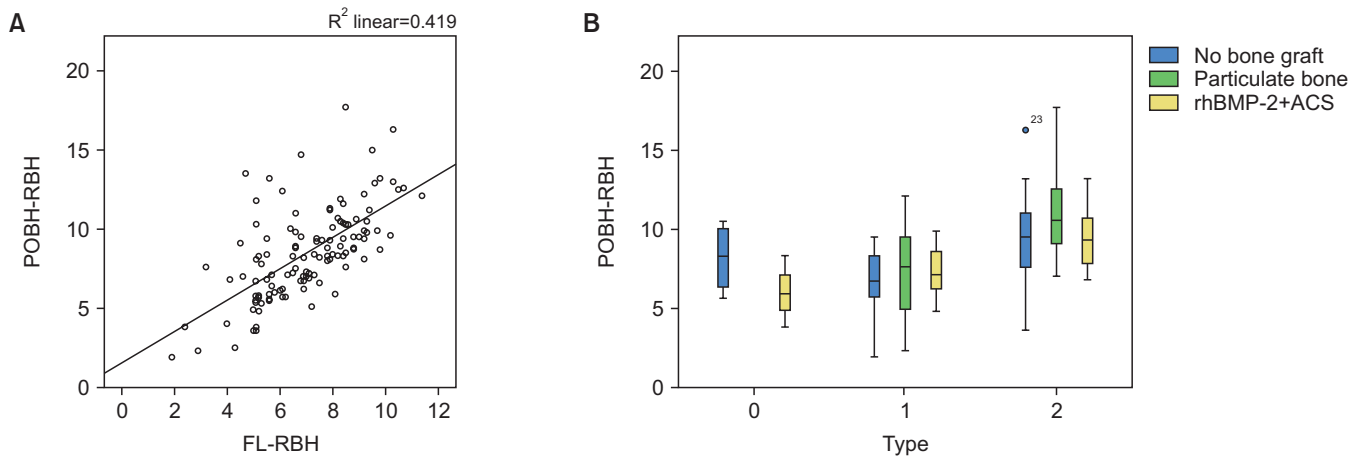 A
R² linear=0.419
20
15
10
5
0
POBH-RBH
0 2 4 6 8 10 12
FL-RBH
B
20
15
10
5
0
POBH-RBH
23
0 1 2
Type
No bone graft
Particulate bone
rhBMP-2+ACS